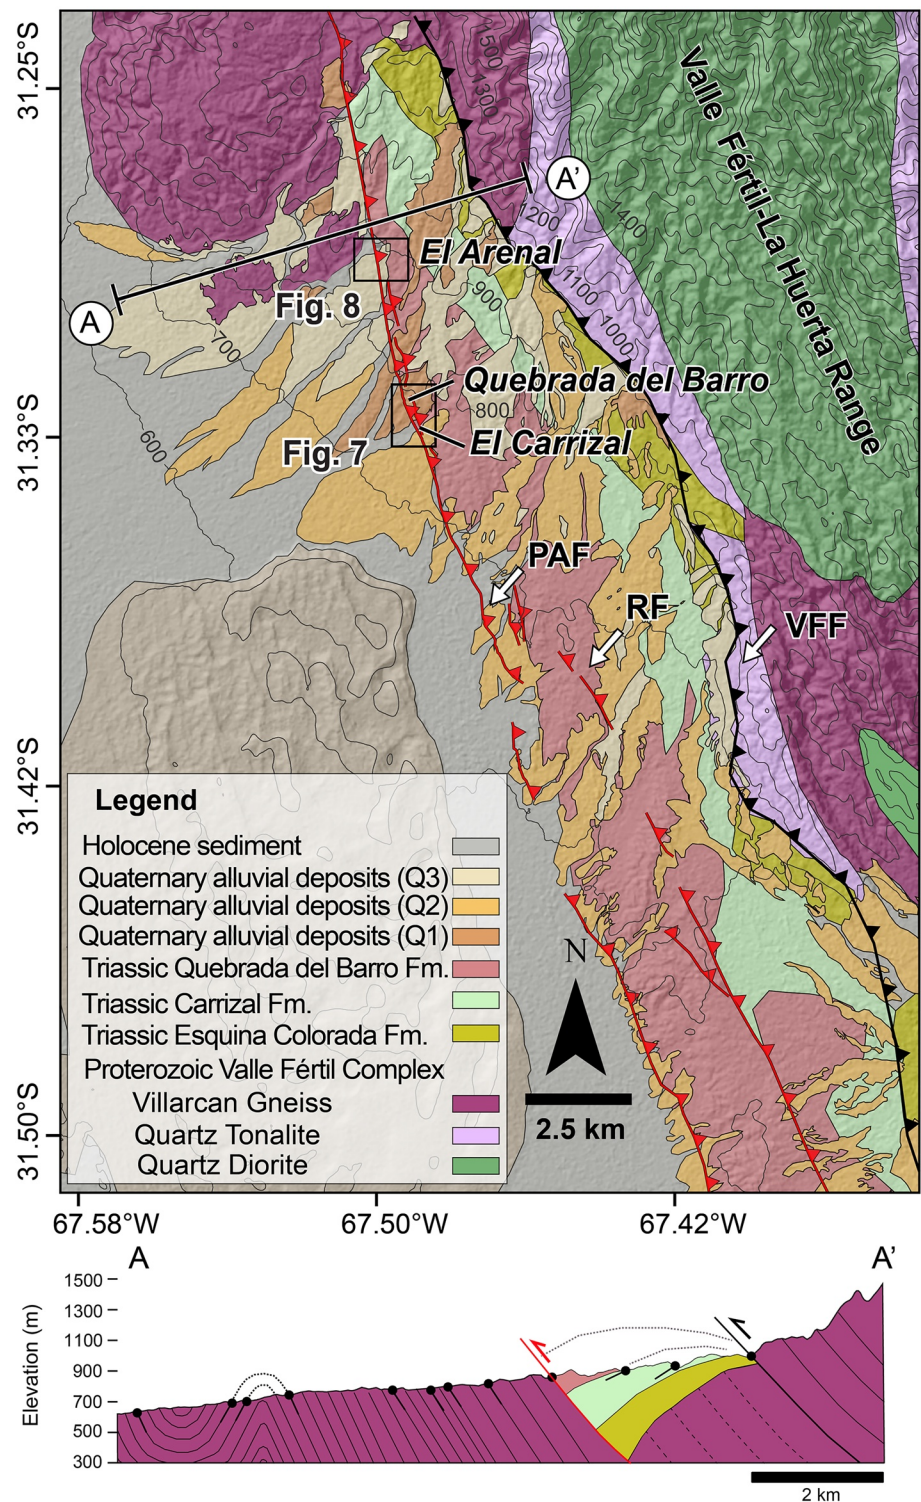 31.25°S
31.33°S
31.42°S
31.50°S
1500
1300
Valle Fértil-La Huerta Range
A'
1200
1400
El Arenal
1100
900
A
Fig. 8
1000
700
Quebrada del Barro
800
600
El Carrizal
Fig. 7
PAF
RF
VFF
Legend
Holocene sediment
Quaternary alluvial deposits (Q3)
Quaternary alluvial deposits (Q2)
Quaternary alluvial deposits (Q1)
Triassic Quebrada del Barro Fm.
Triassic Carrizal Fm.
Triassic Esquina Colorada Fm.
Proterozoic Valle Fértil Complex
Villarcan Gneiss
Quartz Tonalite
Quartz Diorite
N
2.5 km
67.58°W
67.50°W
67.42°W
A
A'
Elevation (m)
1500
1300
1100
900
700
500
300
2 km